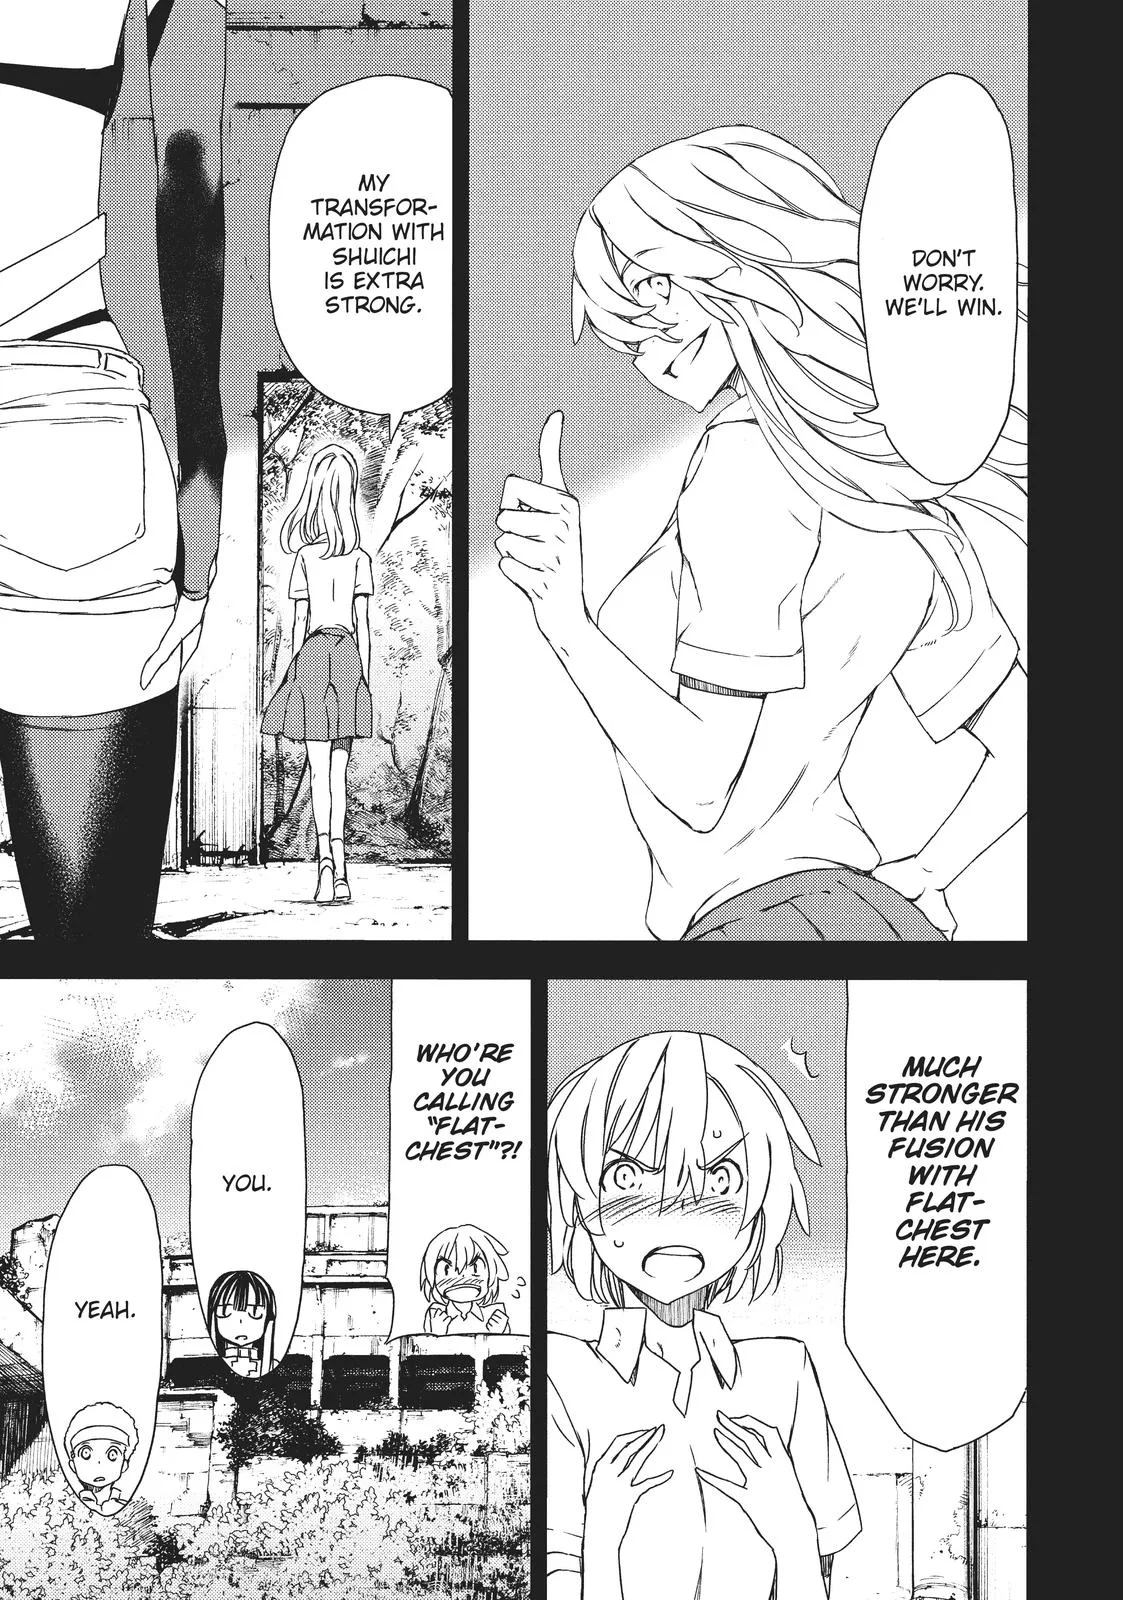 DON'T
WORRY.
WE'LL WIN.
MY
TRANSFOR-
MATION WITH
SHUICHI
IS EXTRA
STRONG.
MUCH
STRONGER
THAN HIS
FUSION
WITH
FLAT-
CHEST
HERE.
WHO'RE
YOU
CALLING
"FLAT-
CHEST"?!
YOU.
YEAH.